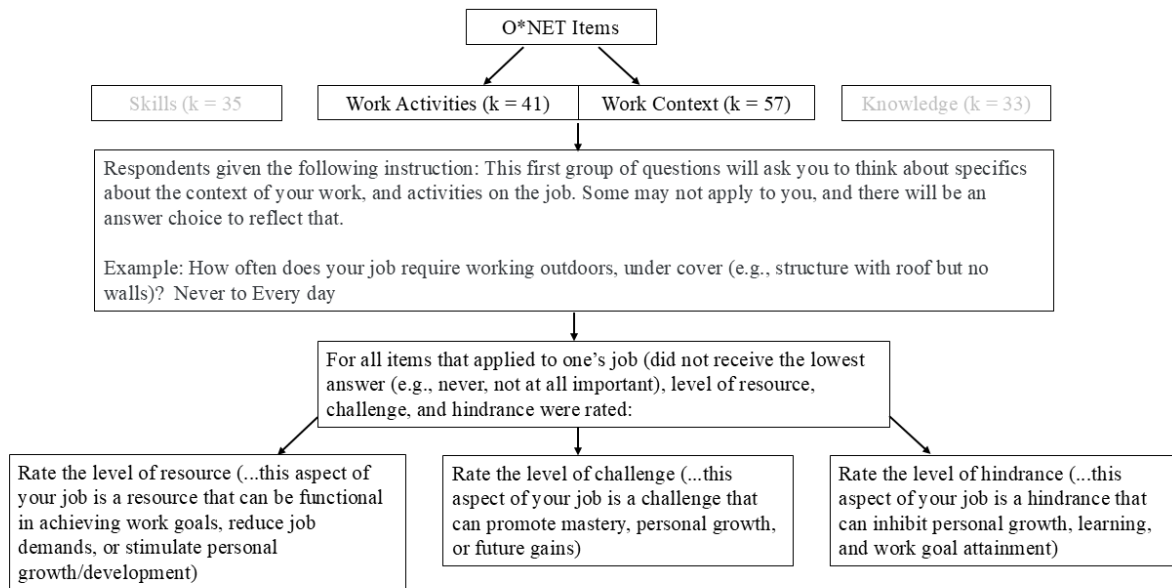 O*NET Items
Skills (k = 35
Work Activities (k = 41)
Work Context (k = 57)
Knowledge (k = 33)
Respondents given the following instruction: This first group of questions will ask you to think about specifics
about the context of your work, and activities on the job. Some may not apply to you, and there will be an
answer choice to reflect that.
Example: How often does your job require working outdoors, under cover (e.g., structure with roof but no
walls)?  Never to Every day
For all items that applied to one’s job (did not receive the lowest
answer (e.g., never, not at all important), level of resource,
challenge, and hindrance were rated:
Rate the level of resource (...this aspect of
your job is a resource that can be functional
in achieving work goals, reduce job
demands, or stimulate personal
growth/development)
Rate the level of challenge (...this
aspect of your job is a challenge that
can promote mastery, personal growth,
or future gains)
Rate the level of hindrance (...this
aspect of your job is a hindrance that
can inhibit personal growth, learning,
and work goal attainment)